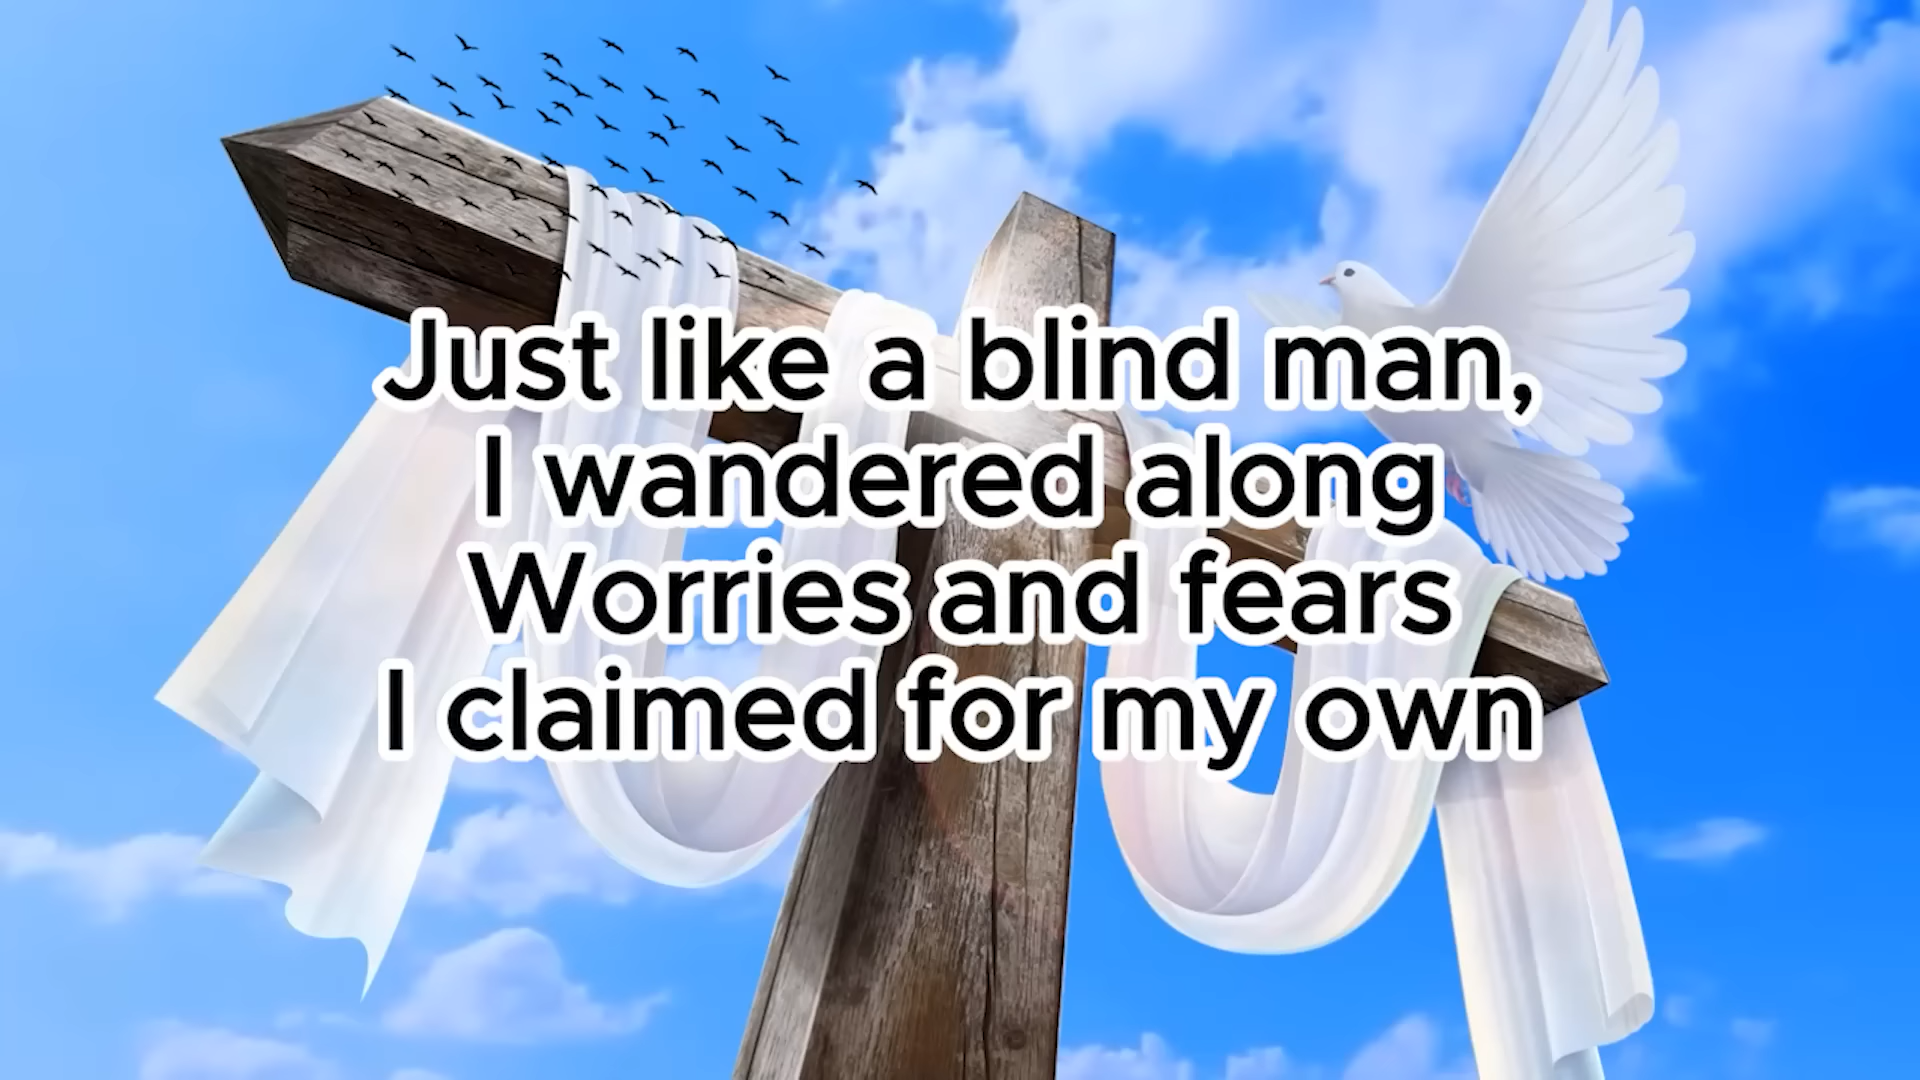 Just like a blind man,
I wandered along
Worries and fears
I claimed for my own